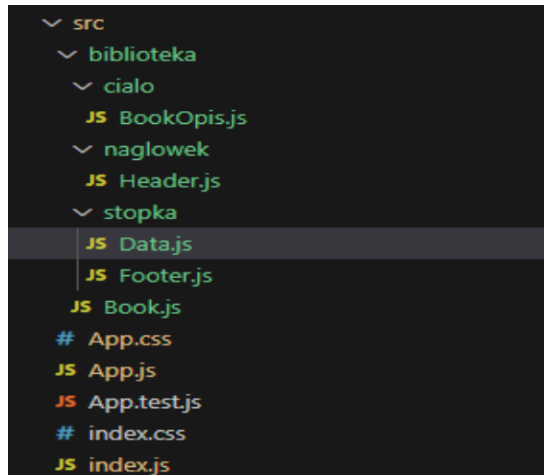 src
biblioteka
cialo
JS BookOpis.js
naglowek
JS Header.js
stopka
JS Data.js
JS Footer.js
JS Book.js
# App.css
JS App.js
JS App.test.js
# index.css
JS index.js